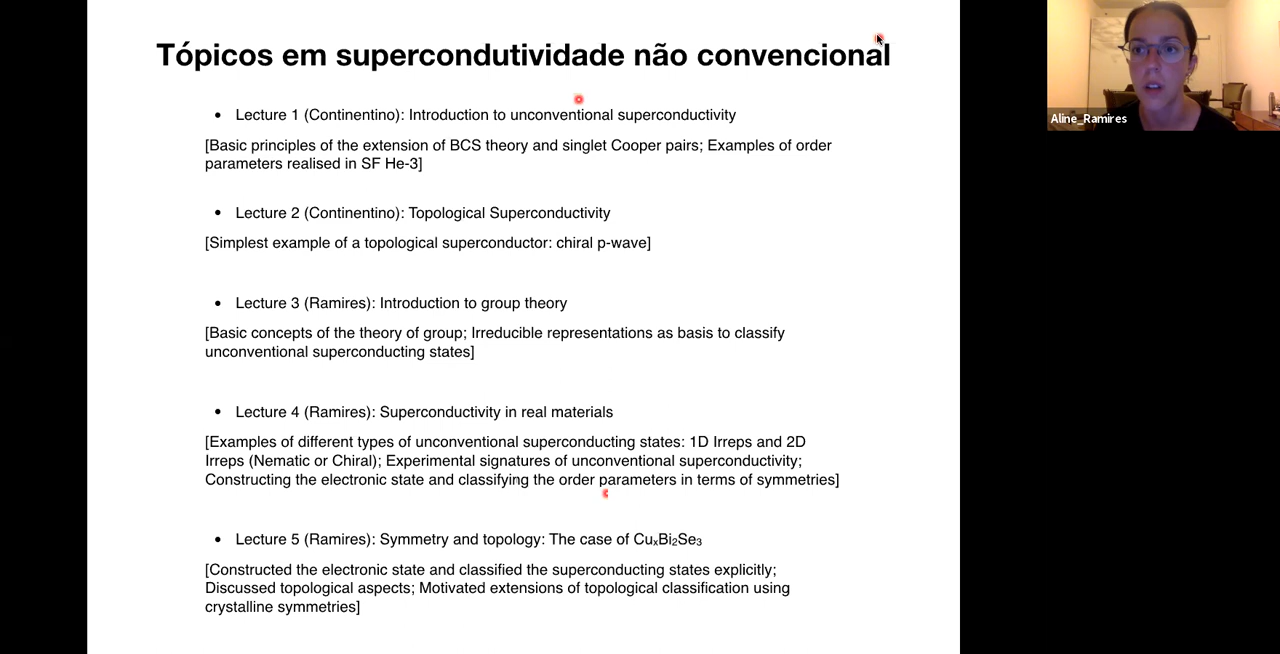 Tópicos em supercondutividade não convencional
• Lecture 1 (Continentino): Introduction to unconventional superconductivity
[Basic principles of the extension of BCS theory and singlet Cooper pairs; Examples of order
parameters realised in SF He-3]
• Lecture 2 (Continentino): Topological Superconductivity
[Simplest example of a topological superconductor: chiral p-wave]
• Lecture 3 (Ramires): Introduction to group theory
[Basic concepts of the theory of group; Irreducible representations as basis to classify
unconventional superconducting states]
• Lecture 4 (Ramires): Superconductivity in real materials
[Examples of different types of unconventional superconducting states: 1D Irreps and 2D
Irreps (Nematic or Chiral); Experimental signatures of unconventional superconductivity;
Constructing the electronic state and classifying the order parameters in terms of symmetries]
• Lecture 5 (Ramires): Symmetry and topology: The case of CuₓBi₂Se₃
[Constructed the electronic state and classified the superconducting states explicitly;
Discussed topological aspects; Motivated extensions of topological classification using
crystalline symmetries]
Aline_Ramires